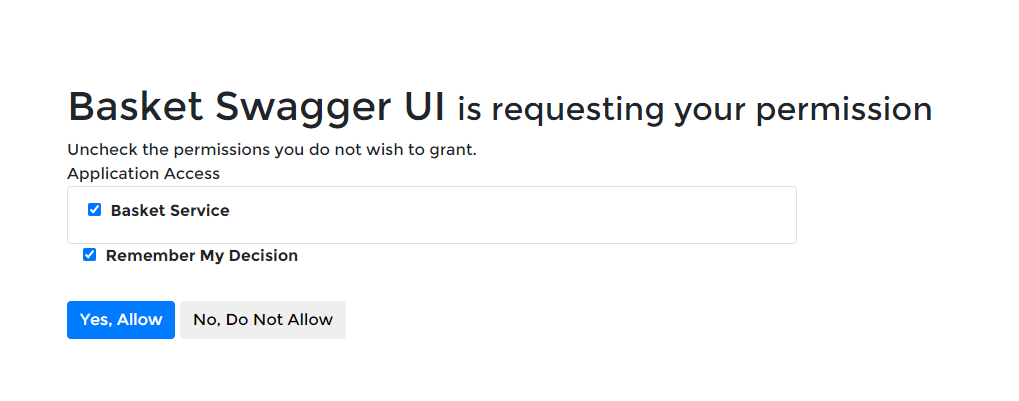 Basket Swagger UI is requesting your permission
Uncheck the permissions you do not wish to grant.
Application Access
Basket Service
Remember My Decision
Yes, Allow No, Do Not Allow